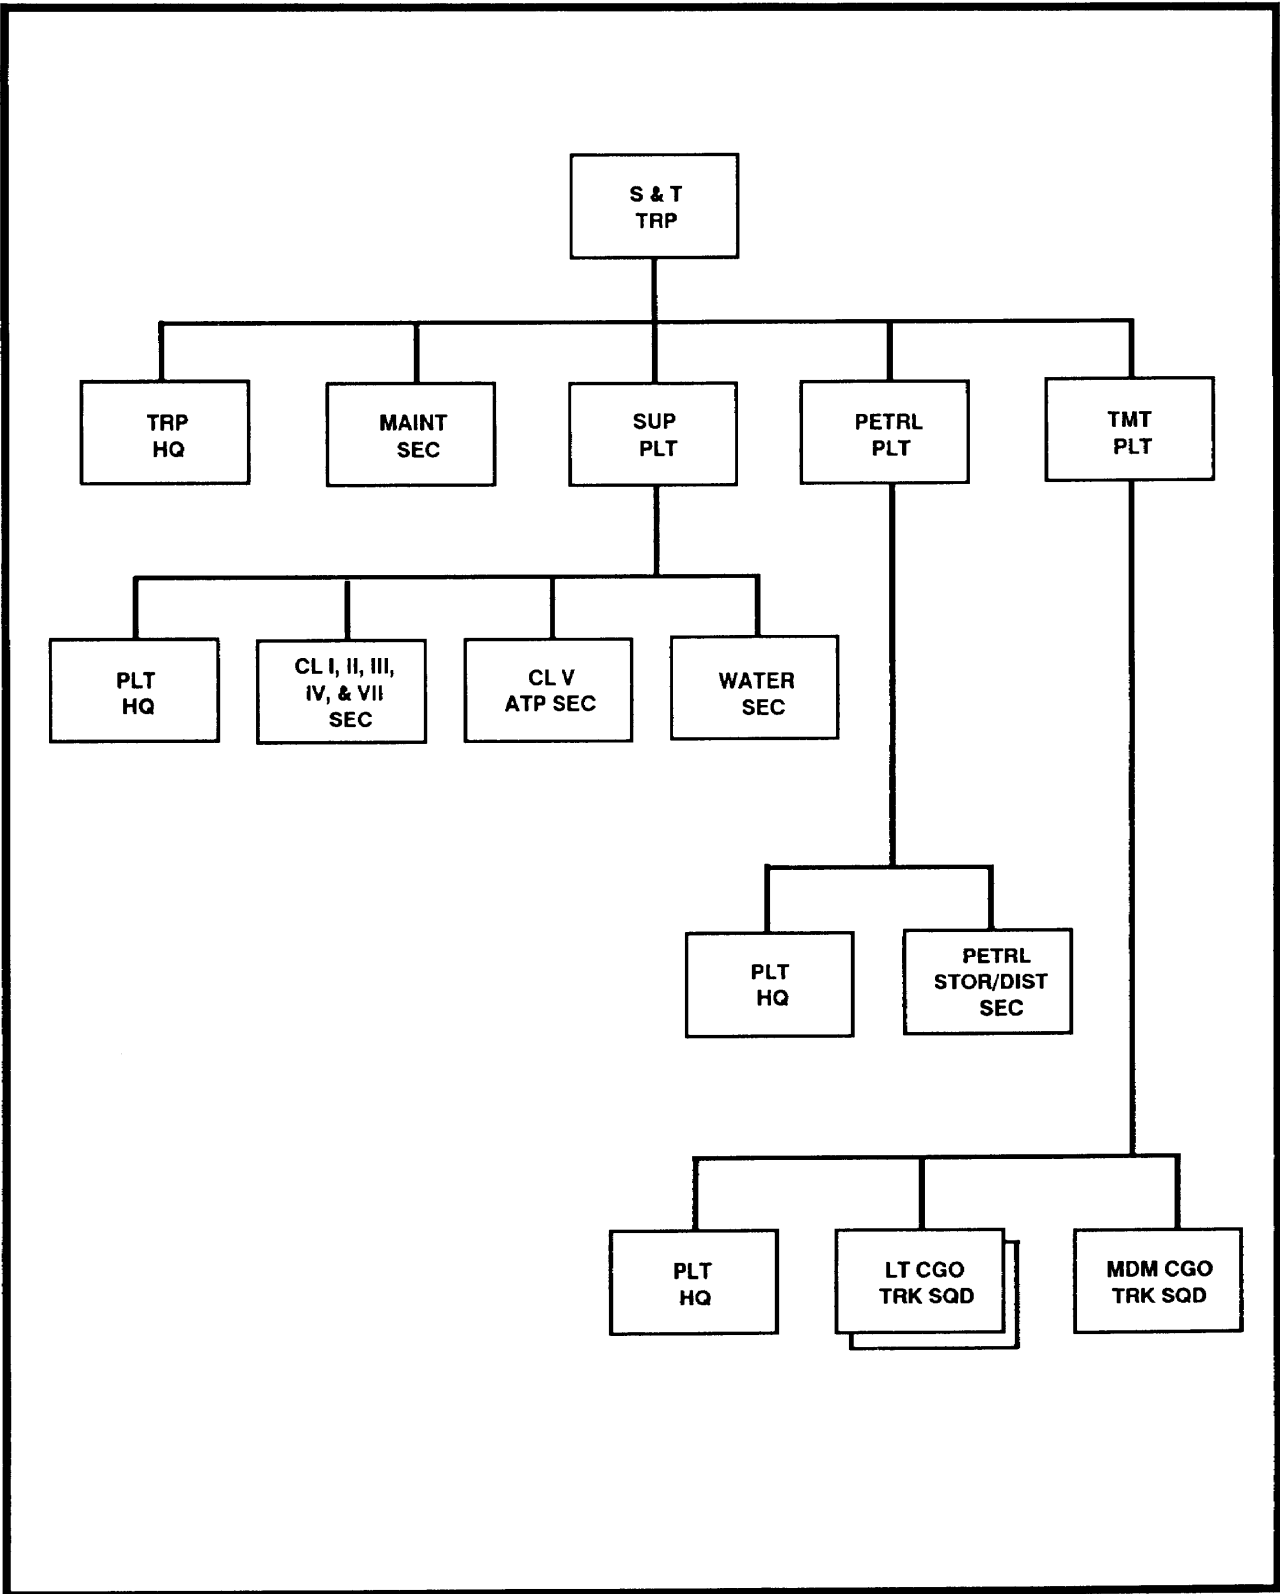 S & T
TRP
TRP
HQ
MAINT
SEC
SUP
PLT
PETRL
PLT
TMT
PLT
PLT
HQ
CL I, II, III,
IV, & VII
SEC
CL V
ATP SEC
WATER
SEC
PLT
HQ
PETRL
STOR/DIST
SEC
PLT
HQ
LT CGO
TRK SQD
MDM CGO
TRK SQD